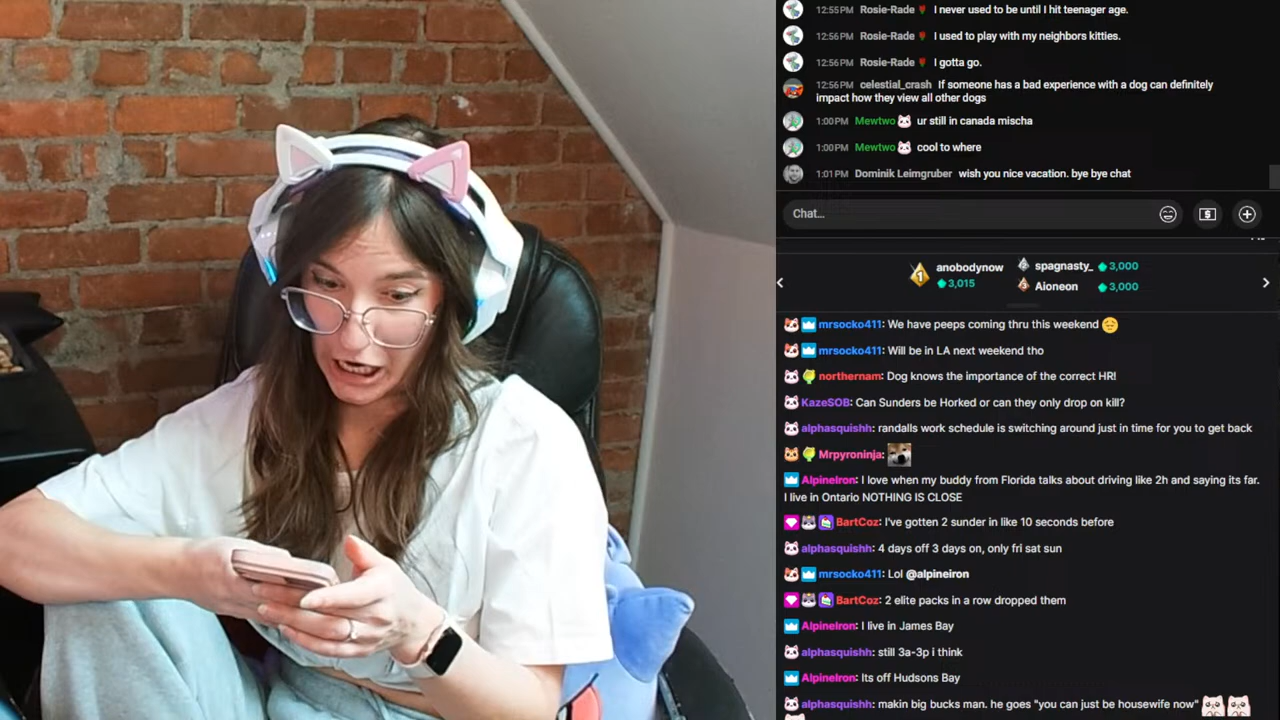 12:55PM Rosie-Rade I never used to be until I hit teenager age.
12:56PM Rosie-Rade I used to play with my neighbors kitties.
12:56PM Rosie-Rade I gotta go.
12:56PM celestial_crash If someone has a bad experience with a dog can definitely
impact how they view all other dogs
1:00PM Mewtwo ur still in canada mischa
1:00PM Mewtwo cool to where
1:01PM Dominik Leimgruber wish you nice vacation. bye bye chat
Chat...
1 anobodynow 3,015
spagnasty_ 3,000
Aioneon 3,000
mrsocko411: We have peeps coming thru this weekend 😔
mrsocko411: Will be in LA next weekend tho
northernam: Dog knows the importance of the correct HR!
KazeSOB: Can Sunders be Horked or can they only drop on kill?
alphasquishh: randalls work schedule is switching around just in time for you to get back
Mrpyroninja:
AlpineIron: I love when my buddy from Florida talks about driving like 2h and saying its far.
I live in Ontario NOTHING IS CLOSE
BartCoz: I've gotten 2 sunder in like 10 seconds before
alphasquishh: 4 days off 3 days on, only fri sat sun
mrsocko411: Lol @alpineiron
BartCoz: 2 elite packs in a row dropped them
AlpineIron: I live in James Bay
alphasquishh: still 3a-3p i think
AlpineIron: Its off Hudsons Bay
alphasquishh: makin big bucks man. he goes "you can just be housewife now"